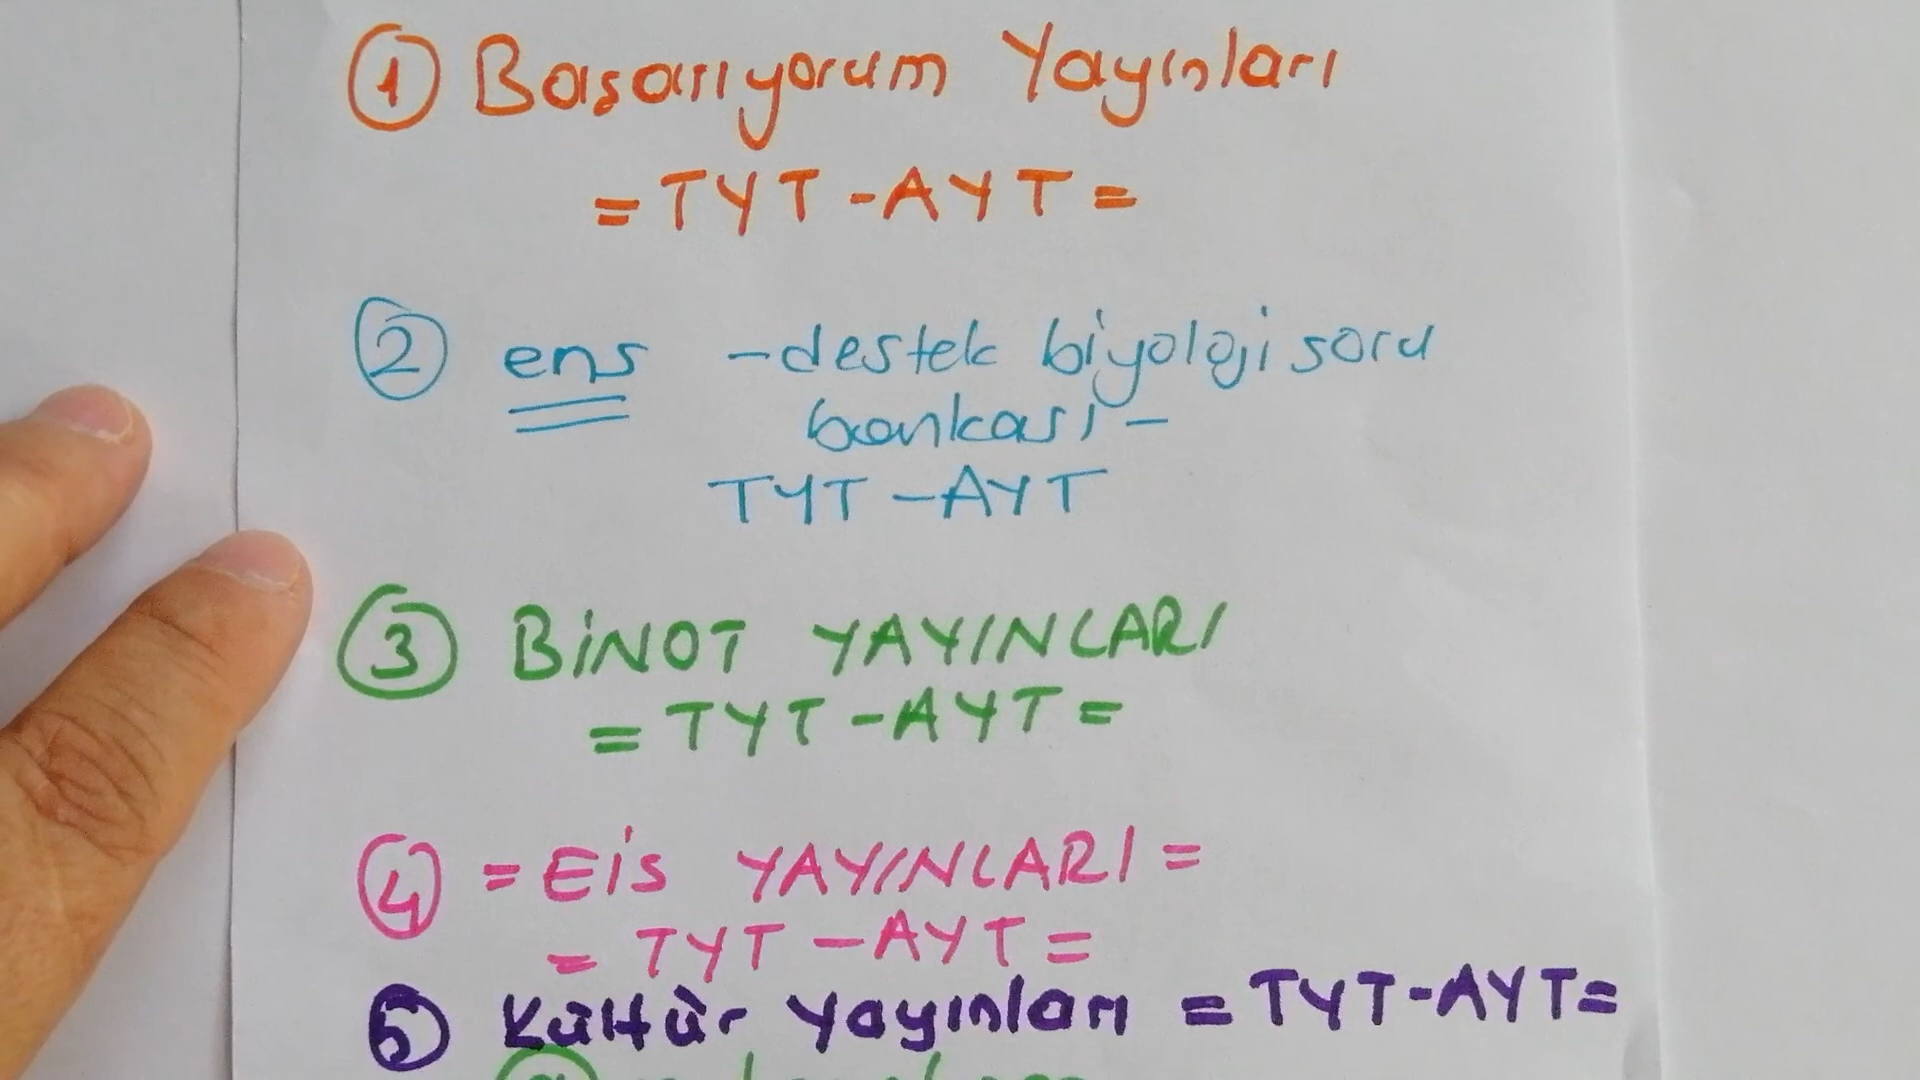 1 Başarıyorum Yayınları
= TYT - AYT =
2 ens - destek biyoloji soru
bankası -
TYT - AYT
3 BİNOT YAYINLARI
= TYT - AYT =
4 = EİS YAYINLARI =
= TYT - AYT =
5 Kültür Yayınları = TYT-AYT =